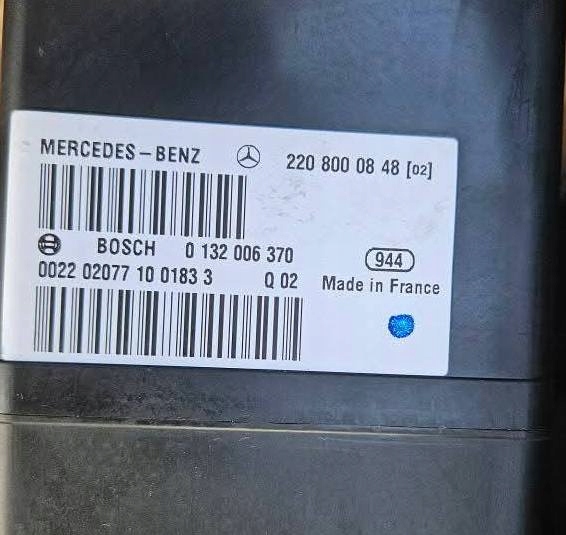 MERCEDES-BENZ 220 800 08 48 [02]
BOSCH 0 132 006 370
944
0022 02077 10 0183 3 Q 02
Made in France